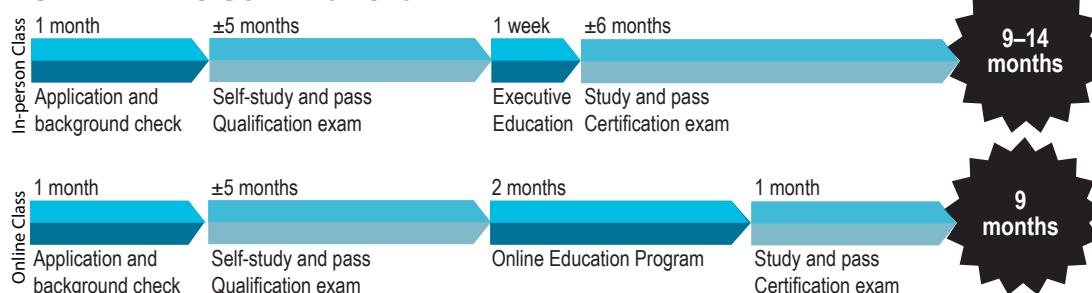 In-person Class
1 month
±5 months
1 week
±6 months
Application and
background check
Self-study and pass
Qualification exam
Executive
Education
Study and pass
Certification exam
9–14
months
Online Class
1 month
±5 months
2 months
1 month
Application and
background check
Self-study and pass
Qualification exam
Online Education Program
Study and pass
Certification exam
9
months